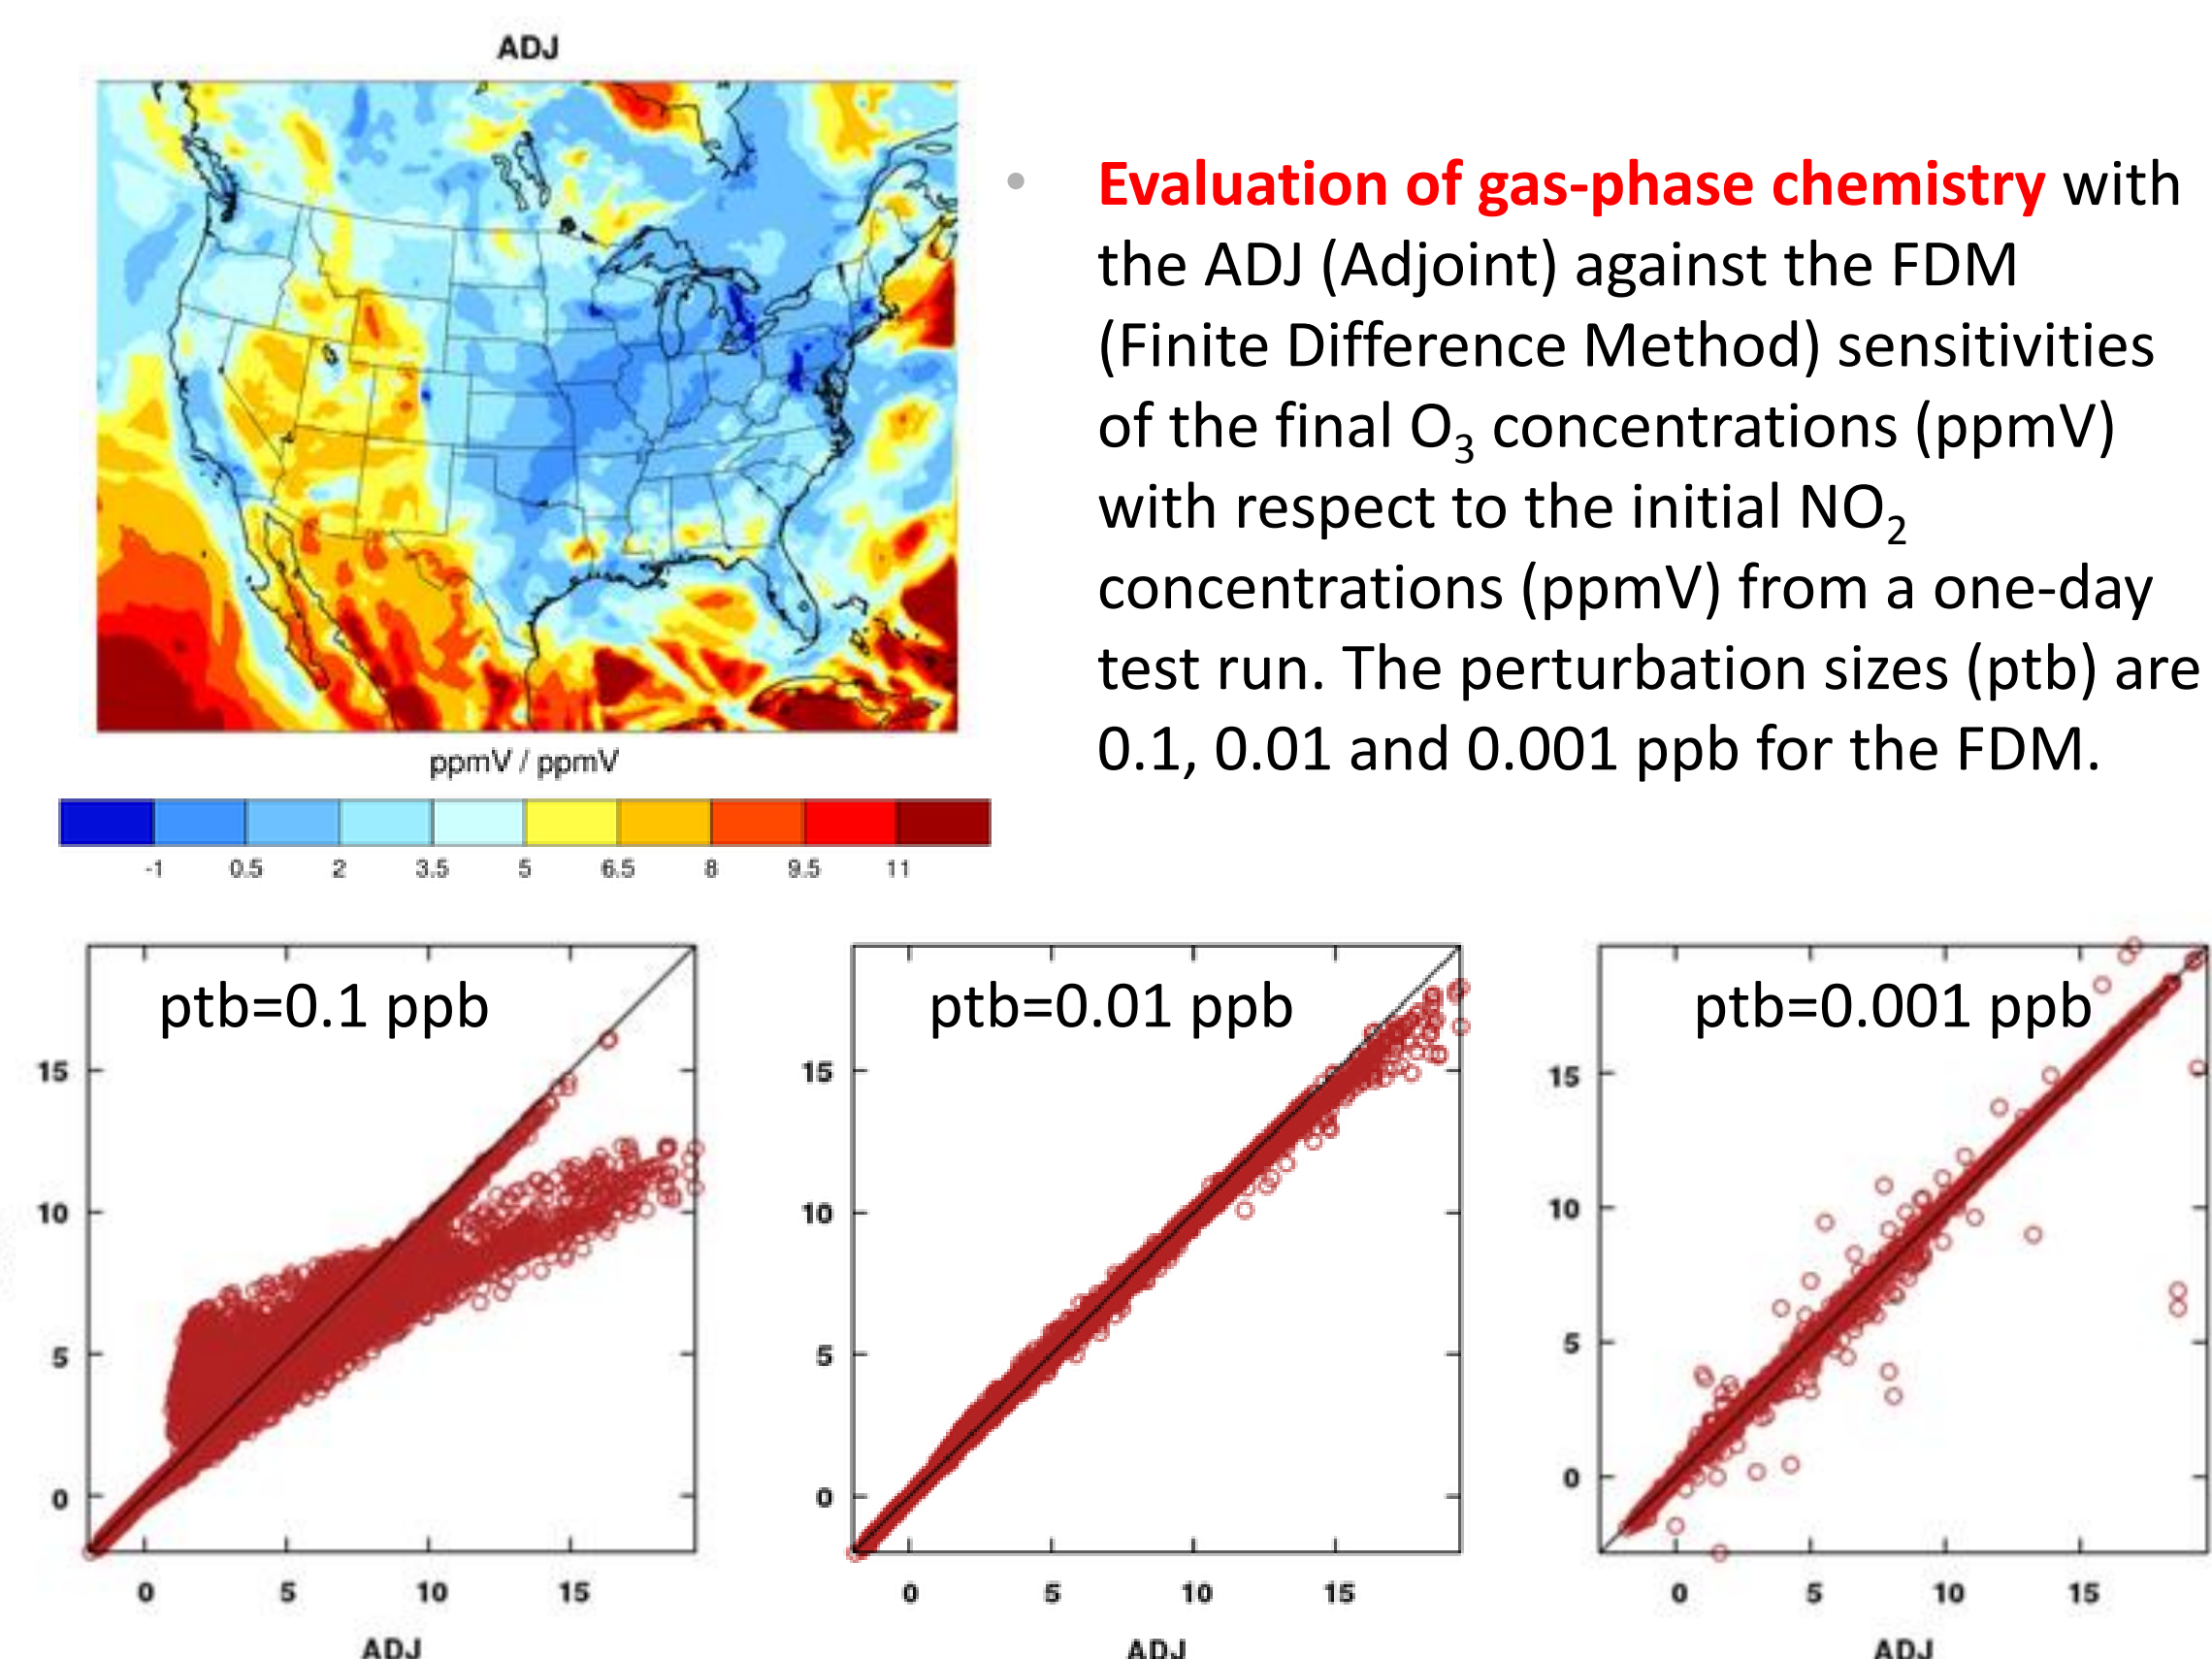 ADJ
ppmV / ppmV
-1 0.5 2 3.5 5 6.5 8 9.5 11
• Evaluation of gas-phase chemistry with
the ADJ (Adjoint) against the FDM
(Finite Difference Method) sensitivities
of the final O₃ concentrations (ppmV)
with respect to the initial NO₂
concentrations (ppmV) from a one-day
test run. The perturbation sizes (ptb) are
0.1, 0.01 and 0.001 ppb for the FDM.
ptb=0.1 ppb
15
10
5
0
0 5 10 15
ADJ
ptb=0.01 ppb
15
10
5
0
0 5 10 15
ADJ
ptb=0.001 ppb
15
10
5
0
0 5 10 15
ADJ